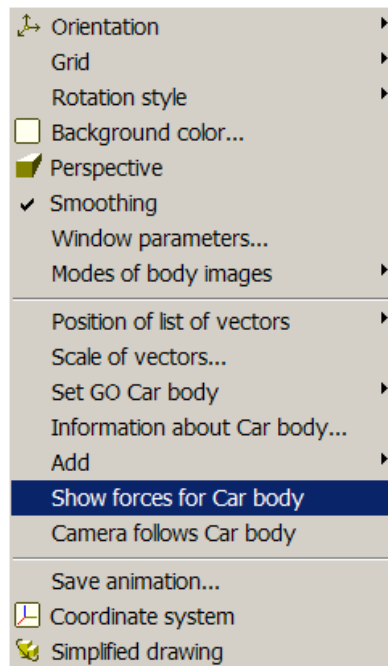 Orientation
Grid
Rotation style
Background color...
Perspective
Smoothing
Window parameters...
Modes of body images
Position of list of vectors
Scale of vectors...
Set GO Car body
Information about Car body...
Add
Show forces for Car body
Camera follows Car body
Save animation...
Coordinate system
Simplified drawing